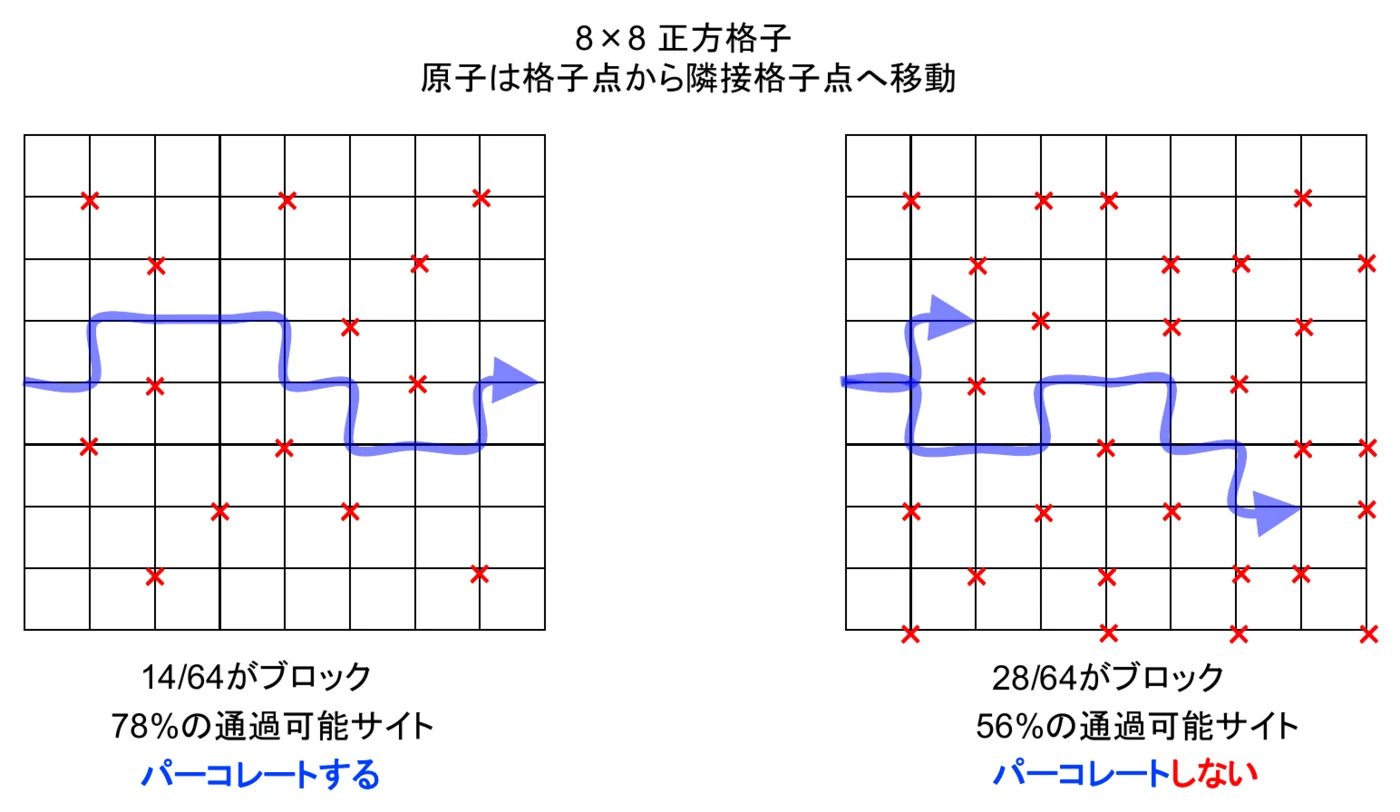 8×8 正方格子
原子は格子点から隣接格子点へ移動
14/64がブロック
78%の通過可能サイト
パーコレートする
28/64がブロック
56%の通過可能サイト
パーコレートしない